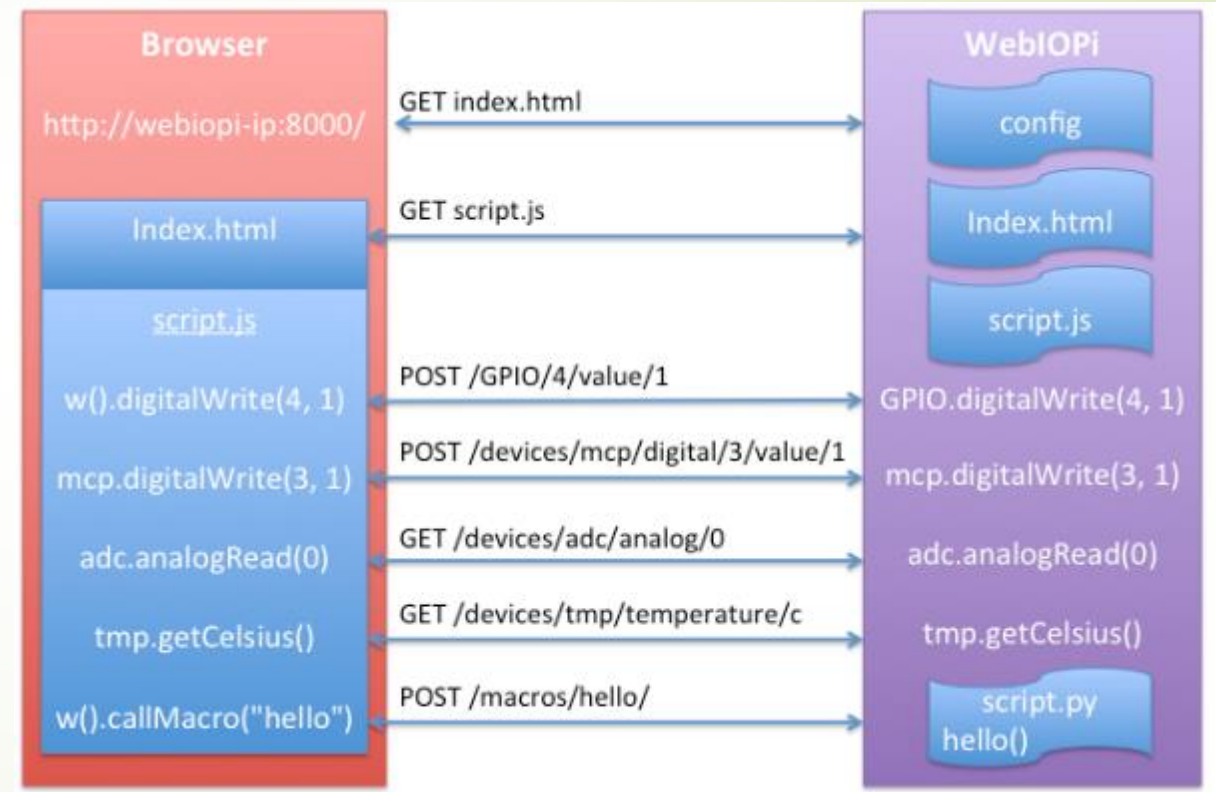 Browser
http://webiopi-ip:8000/
Index.html
script.js
w().digitalWrite(4, 1)
mcp.digitalWrite(3, 1)
adc.analogRead(0)
tmp.getCelsius()
w().callMacro("hello")
GET index.html
GET script.js
POST /GPIO/4/value/1
POST /devices/mcp/digital/3/value/1
GET /devices/adc/analog/0
GET /devices/tmp/temperature/c
POST /macros/hello/
WebIOPi
config
Index.html
script.js
GPIO.digitalWrite(4, 1)
mcp.digitalWrite(3, 1)
adc.analogRead(0)
tmp.getCelsius()
script.py
hello()